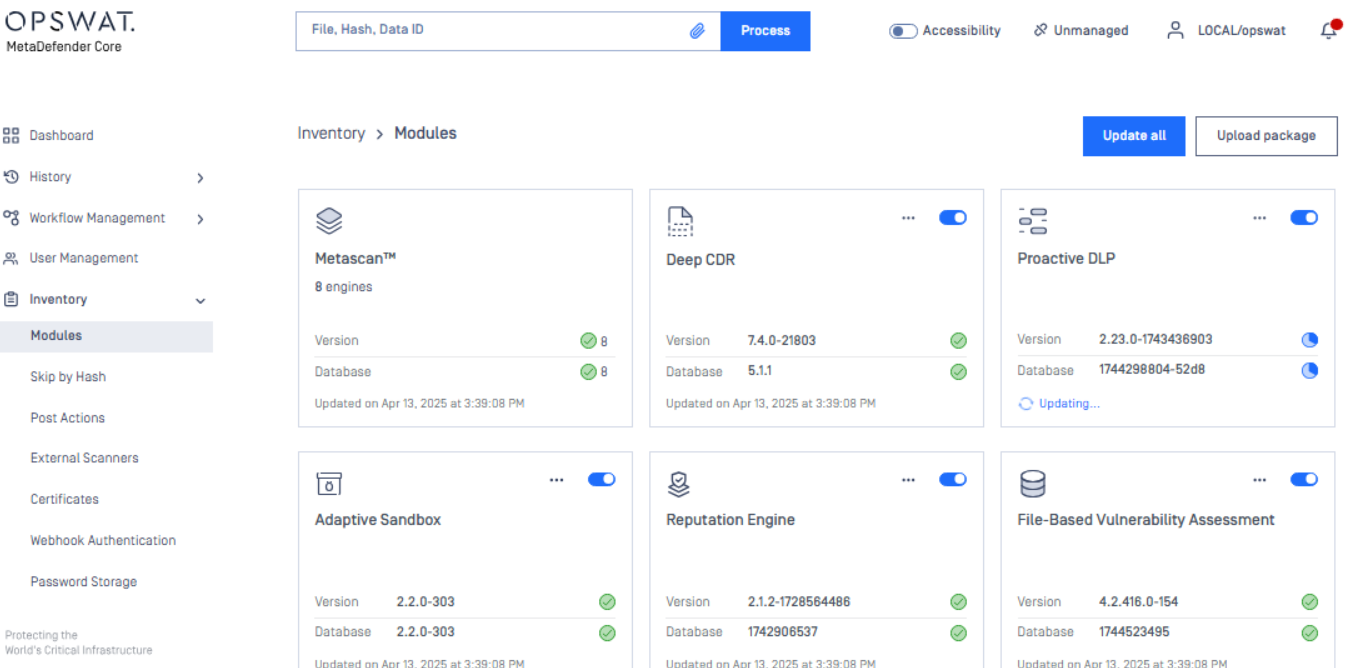 OPSWAT.
MetaDefender Core
File, Hash, Data ID
Process
Accessibility
Unmanaged
LOCAL/opswat
Dashboard
History
Workflow Management
User Management
Inventory
Modules
Skip by Hash
Post Actions
External Scanners
Certificates
Webhook Authentication
Password Storage
Protecting the
World's Critical Infrastructure
Inventory > Modules
Update all
Upload package
Metascan™
8 engines
Version 8
Database 8
Updated on Apr 13, 2025 at 3:39:08 PM
Deep CDR
Version 7.4.0-21803
Database 5.1.1
Updated on Apr 13, 2025 at 3:39:08 PM
Proactive DLP
Version 2.23.0-1743436903
Database 1744298804-52d8
Updating...
Adaptive Sandbox
Version 2.2.0-303
Database 2.2.0-303
Updated on Apr 13, 2025 at 3:39:08 PM
Reputation Engine
Version 2.1.2-1728564486
Database 1742906537
Updated on Apr 13, 2025 at 3:39:08 PM
File-Based Vulnerability Assessment
Version 4.2.416.0-154
Database 1744523495
Updated on Apr 13, 2025 at 3:39:08 PM